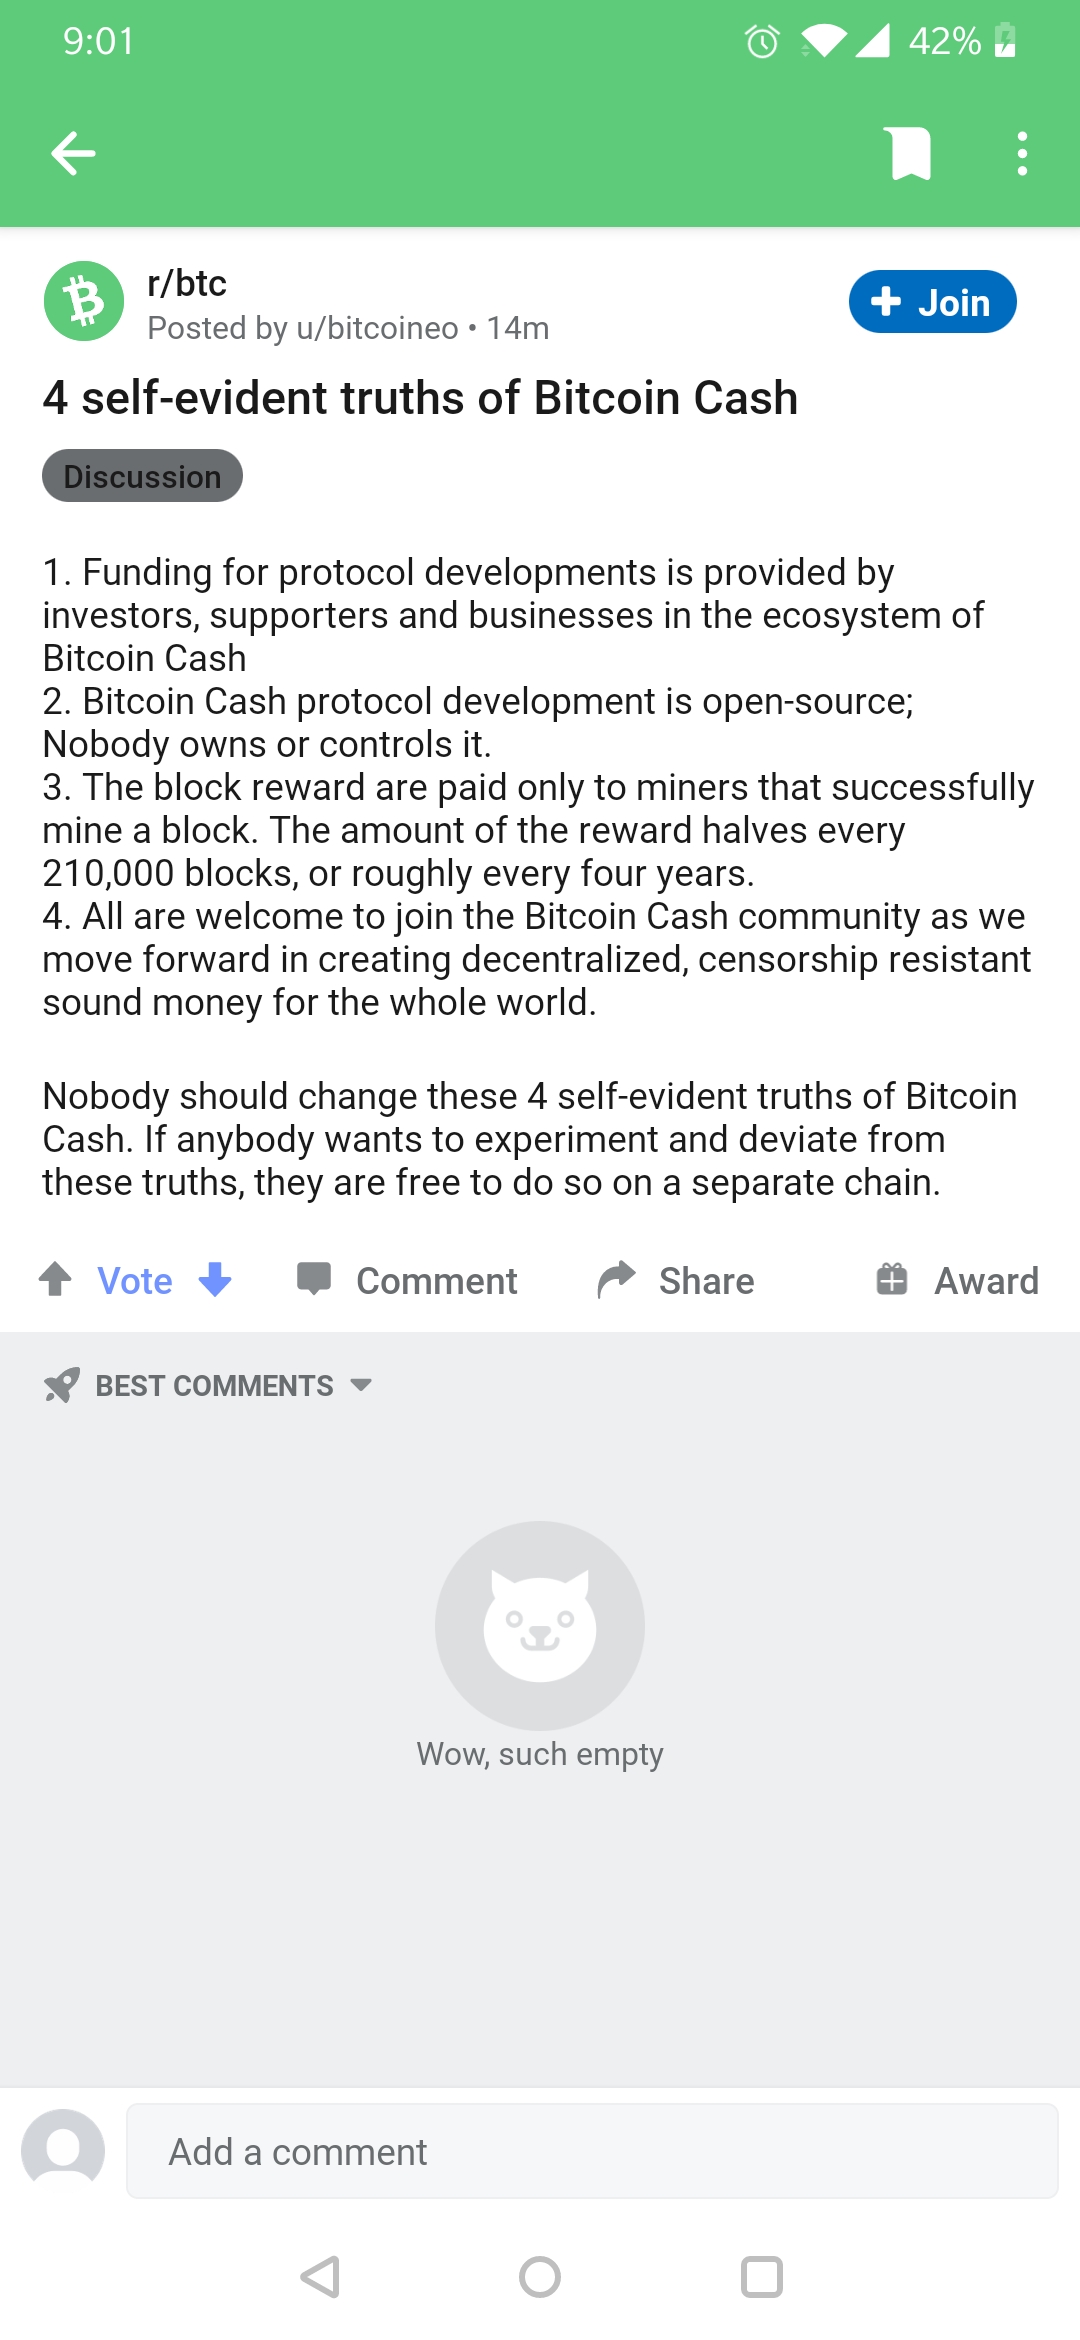 9:01
42%
r/btc
Posted by u/bitcoineo • 14m
Join
4 self-evident truths of Bitcoin Cash
Discussion
1. Funding for protocol developments is provided by
investors, supporters and businesses in the ecosystem of
Bitcoin Cash
2. Bitcoin Cash protocol development is open-source;
Nobody owns or controls it.
3. The block reward are paid only to miners that successfully
mine a block. The amount of the reward halves every
210,000 blocks, or roughly every four years.
4. All are welcome to join the Bitcoin Cash community as we
move forward in creating decentralized, censorship resistant
sound money for the whole world.
Nobody should change these 4 self-evident truths of Bitcoin
Cash. If anybody wants to experiment and deviate from
these truths, they are free to do so on a separate chain.
Vote Comment Share Award
BEST COMMENTS
Wow, such empty
Add a comment